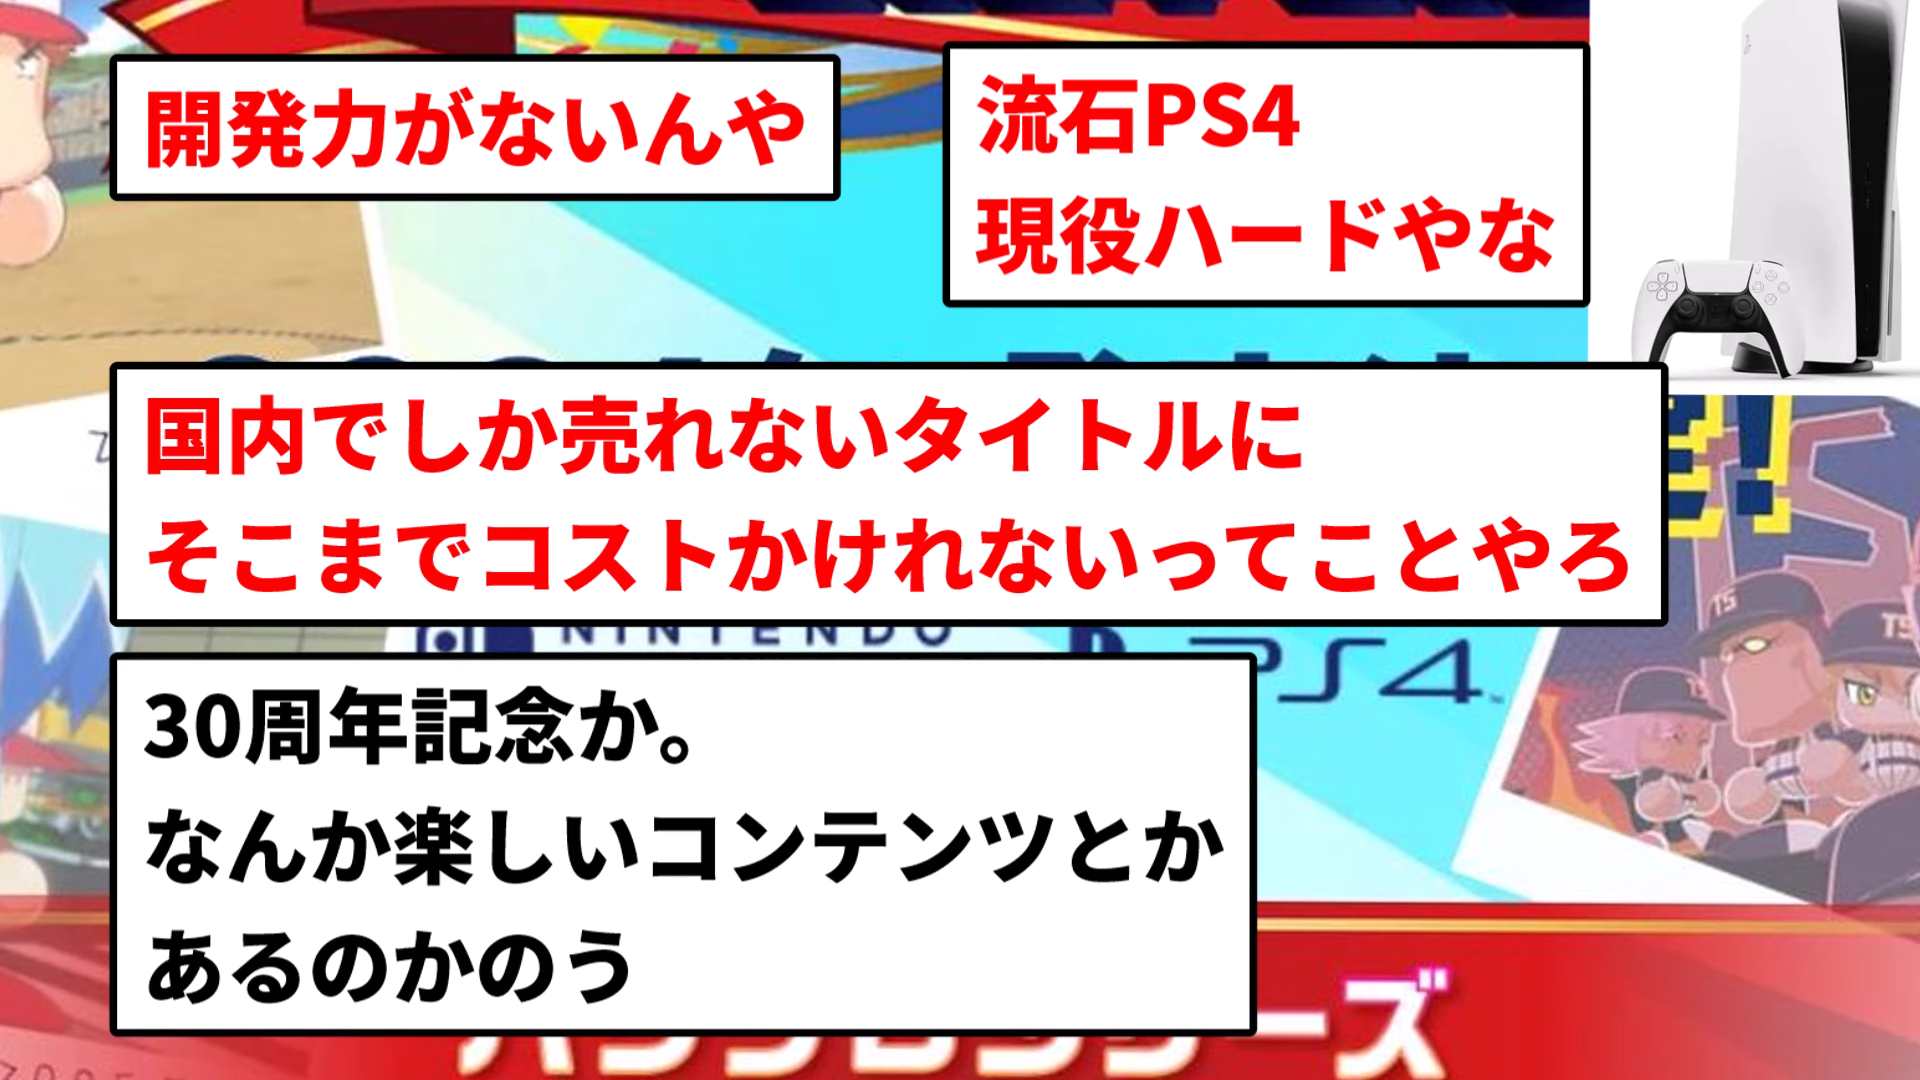 開発力がないんや
流石PS4
現役ハードやな
国内でしか売れないタイトルに
そこまでコストかけれないってことやろ
NINTENDO
PS4
TS
TS
30周年記念か。
なんか楽しいコンテンツとか
あるのかのう
ーズ